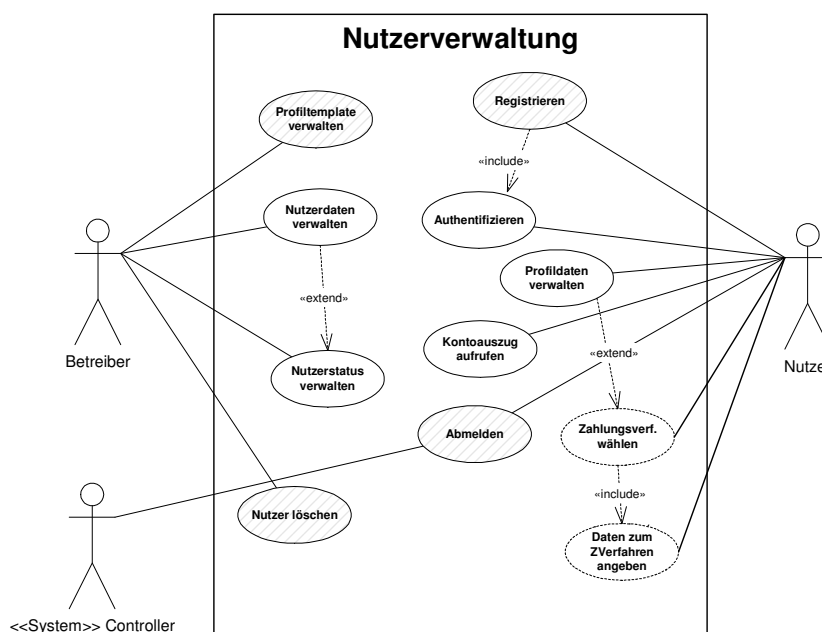 Nutzerverwaltung
Profiltemplate
verwalten
Registrieren
«include»
Nutzerdaten
verwalten
Authentifizieren
Profildaten
verwalten
«extend»
Betreiber
Nutzerstatus
verwalten
Kontoauszug
aufrufen
«extend»
Nutze
Abmelden
Zahlungsverf.
wählen
Nutzer löschen
«include»
Daten zum
ZVerfahren
angeben
<<System>> Controller